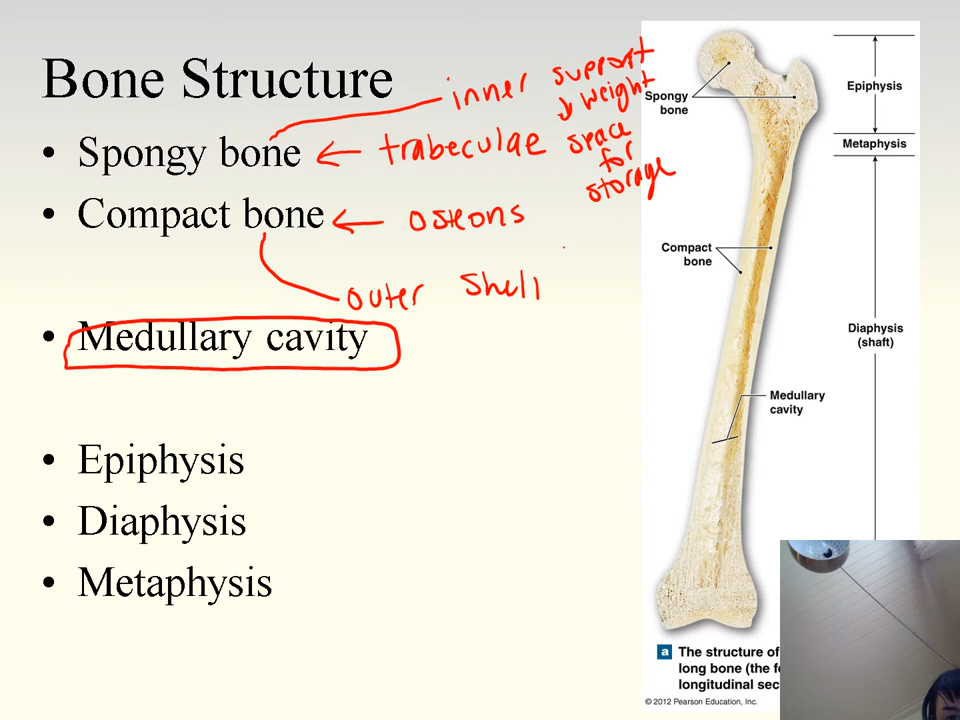 Bone Structure
inner support
↓ weight
• Spongy bone ← trabeculae space
for
storage
• Compact bone ← osteons
outer shell
• Medullary cavity
• Epiphysis
• Diaphysis
• Metaphysis
Spongy
bone
Epiphysis
Metaphysis
Compact
bone
Diaphysis
(shaft)
Medullary
cavity
a The structure of
long bone (the fe
longitudinal sec
© 2012 Pearson Education, Inc.